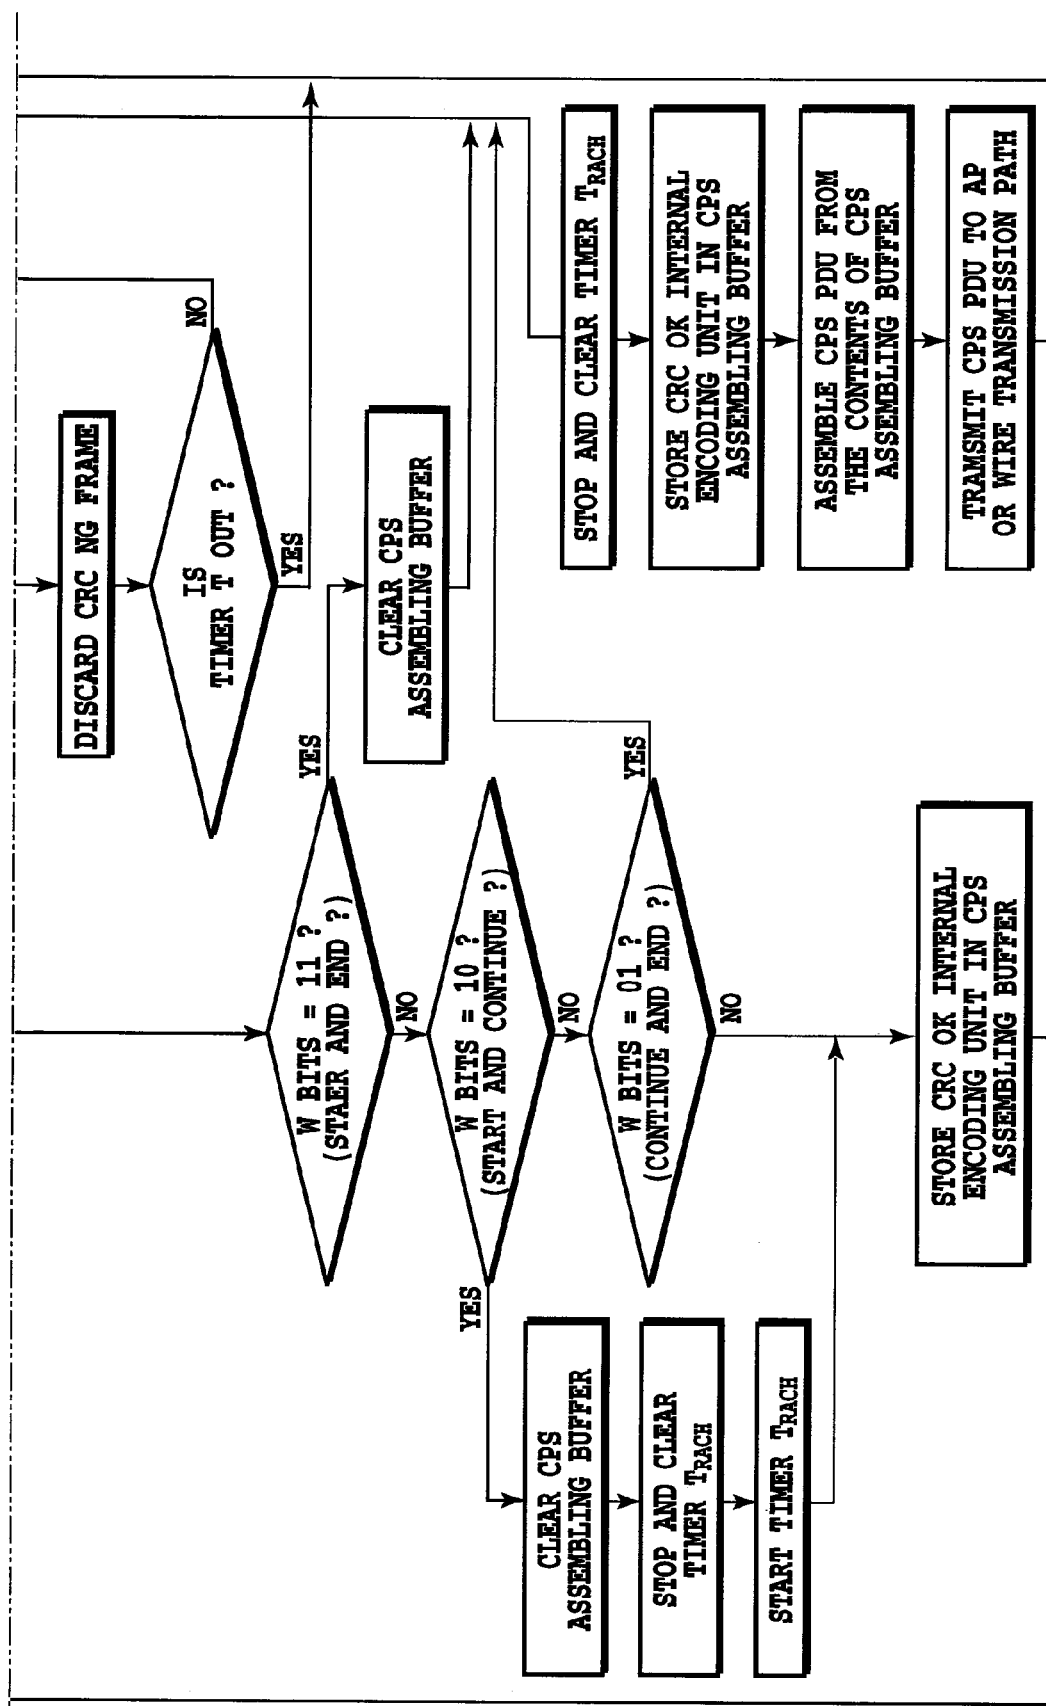 DISCARD CRC NG FRAME
IS
TIMER T OUT ?
NO
YES
W BITS = 11 ?
(STAER AND END ?)
YES
NO
CLEAR CPS
ASSEMBLING BUFFER
W BITS = 10 ?
(START AND CONTINUE ?)
YES
NO
W BITS = 01 ?
(CONTINUE AND END ?)
YES
NO
CLEAR CPS
ASSEMBLING BUFFER
STOP AND CLEAR
TIMER TRACH
START TIMER TRACH
STORE CRC OK INTERNAL
ENCODING UNIT IN CPS
ASSEMBLING BUFFER
STOP AND CLEAR TIMER TRACH
STORE CRC OK INTERNAL
ENCODING UNIT IN CPS
ASSEMBLING BUFFER
ASSEMBLE CPS PDU FROM
THE CONTENTS OF CPS
ASSEMBLING BUFFER
TRAMSMIT CPS PDU TO AP
OR WIRE TRANSMISSION PATH